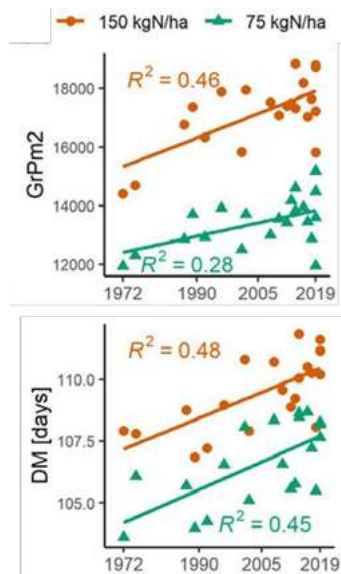 150 kgN/ha 75 kgN/ha
R² = 0.46
18000
16000
14000
12000
GrPm2
R² = 0.28
1972 1990 2005 2019
R² = 0.48
110.0
107.5
105.0
DM [days]
R² = 0.45
1972 1990 2005 2019